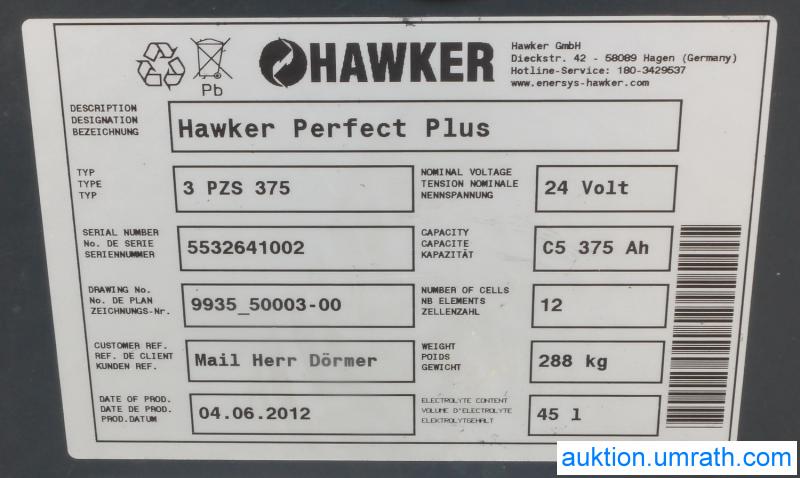 Pb
HAWKER
Hawker GmbH
Dieckstr. 42 - 58089 Hagen (Germany)
Hotline-Service: 180-3429537
www.enersys-hawker.com
DESCRIPTION
DESIGNATION
BEZEICHNUNG
Hawker Perfect Plus
TYP
TYPE
TYP
3 PZS 375
NOMINAL VOLTAGE
TENSION NOMINALE
NENNSPANNUNG
24 Volt
SERIAL NUMBER
No. DE SERIE
SERIENNUMMER
5532641002
CAPACITY
CAPACITE
KAPAZITÄT
C5 375 Ah
DRAWING No.
No. DE PLAN
ZEICHNUNGS-Nr.
9935_50003-00
NUMBER OF CELLS
NB ELEMENTS
ZELLENZAHL
12
CUSTOMER REF.
REF. DE CLIENT
KUNDEN REF.
Mail Herr Dörmer
WEIGHT
POIDS
GEWICHT
288 kg
DATE OF PROD.
DATE DE PROD.
PROD.DATUM
04.06.2012
ELECTROLYTE CONTENT
VOLUME D'ELECTROLYTE
ELEKTROLYTGEHALT
45 l
auktion.umrath.com